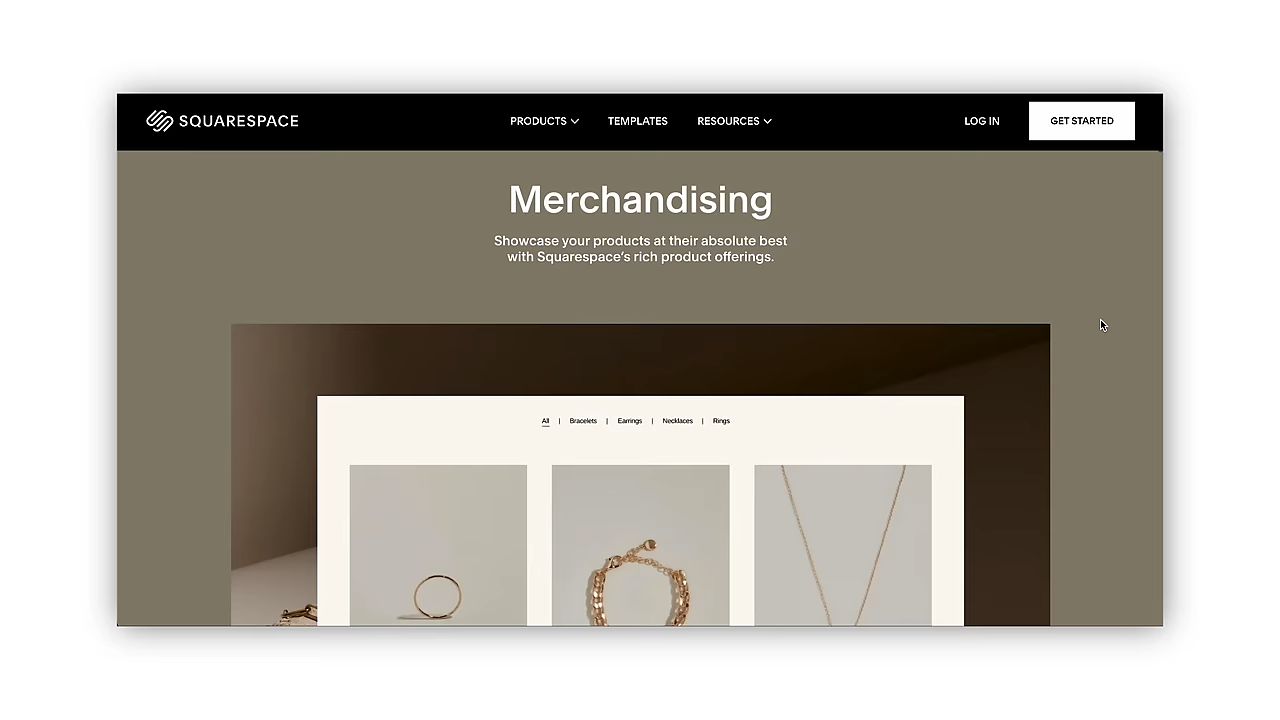 SQUARESPACE
PRODUCTS
TEMPLATES
RESOURCES
LOG IN
GET STARTED
Merchandising
Showcase your products at their absolute best
with Squarespace's rich product offerings.
All | Bracelets | Earrings | Necklaces | Rings